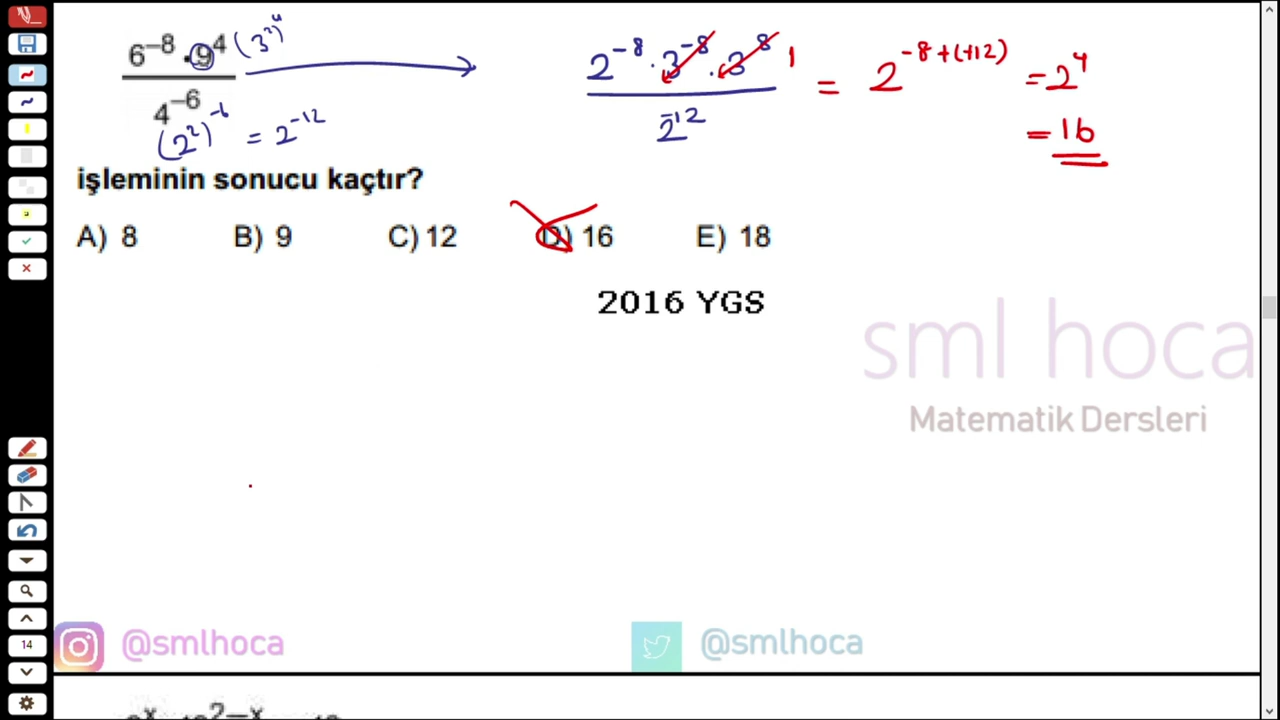 6⁻⁸ · 9⁴ (3²)⁴
4⁻⁶
(2²)⁻⁶ = 2⁻¹²
2⁻⁸ · 3⁻⁸ · 3⁸ 1
2⁻¹²
= 2⁻⁸⁺⁽⁺¹²⁾ = 2⁴
= 16
işleminin sonucu kaçtır?
A) 8 B) 9 C) 12 D) 16 E) 18
2016 YGS
sml hoca
Matematik Dersleri
@smlhoca @smlhoca
14